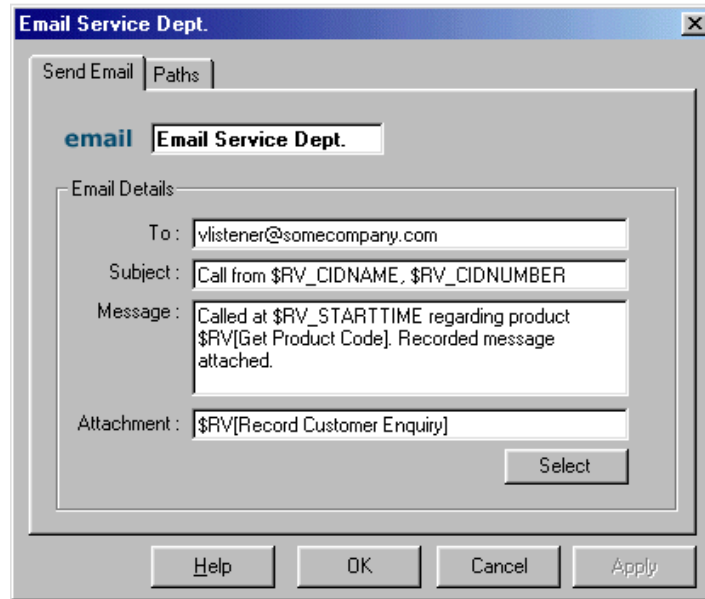 Email Service Dept.
Send Email Paths
email Email Service Dept.
Email Details
To : vlistener@somecompany.com
Subject : Call from $RV_CIDNAME, $RV_CIDNUMBER
Message : Called at $RV_STARTTIME regarding product
$RV[Get Product Code]. Recorded message
attached.
Attachment : $RV[Record Customer Enquiry]
Select
Help OK Cancel Apply